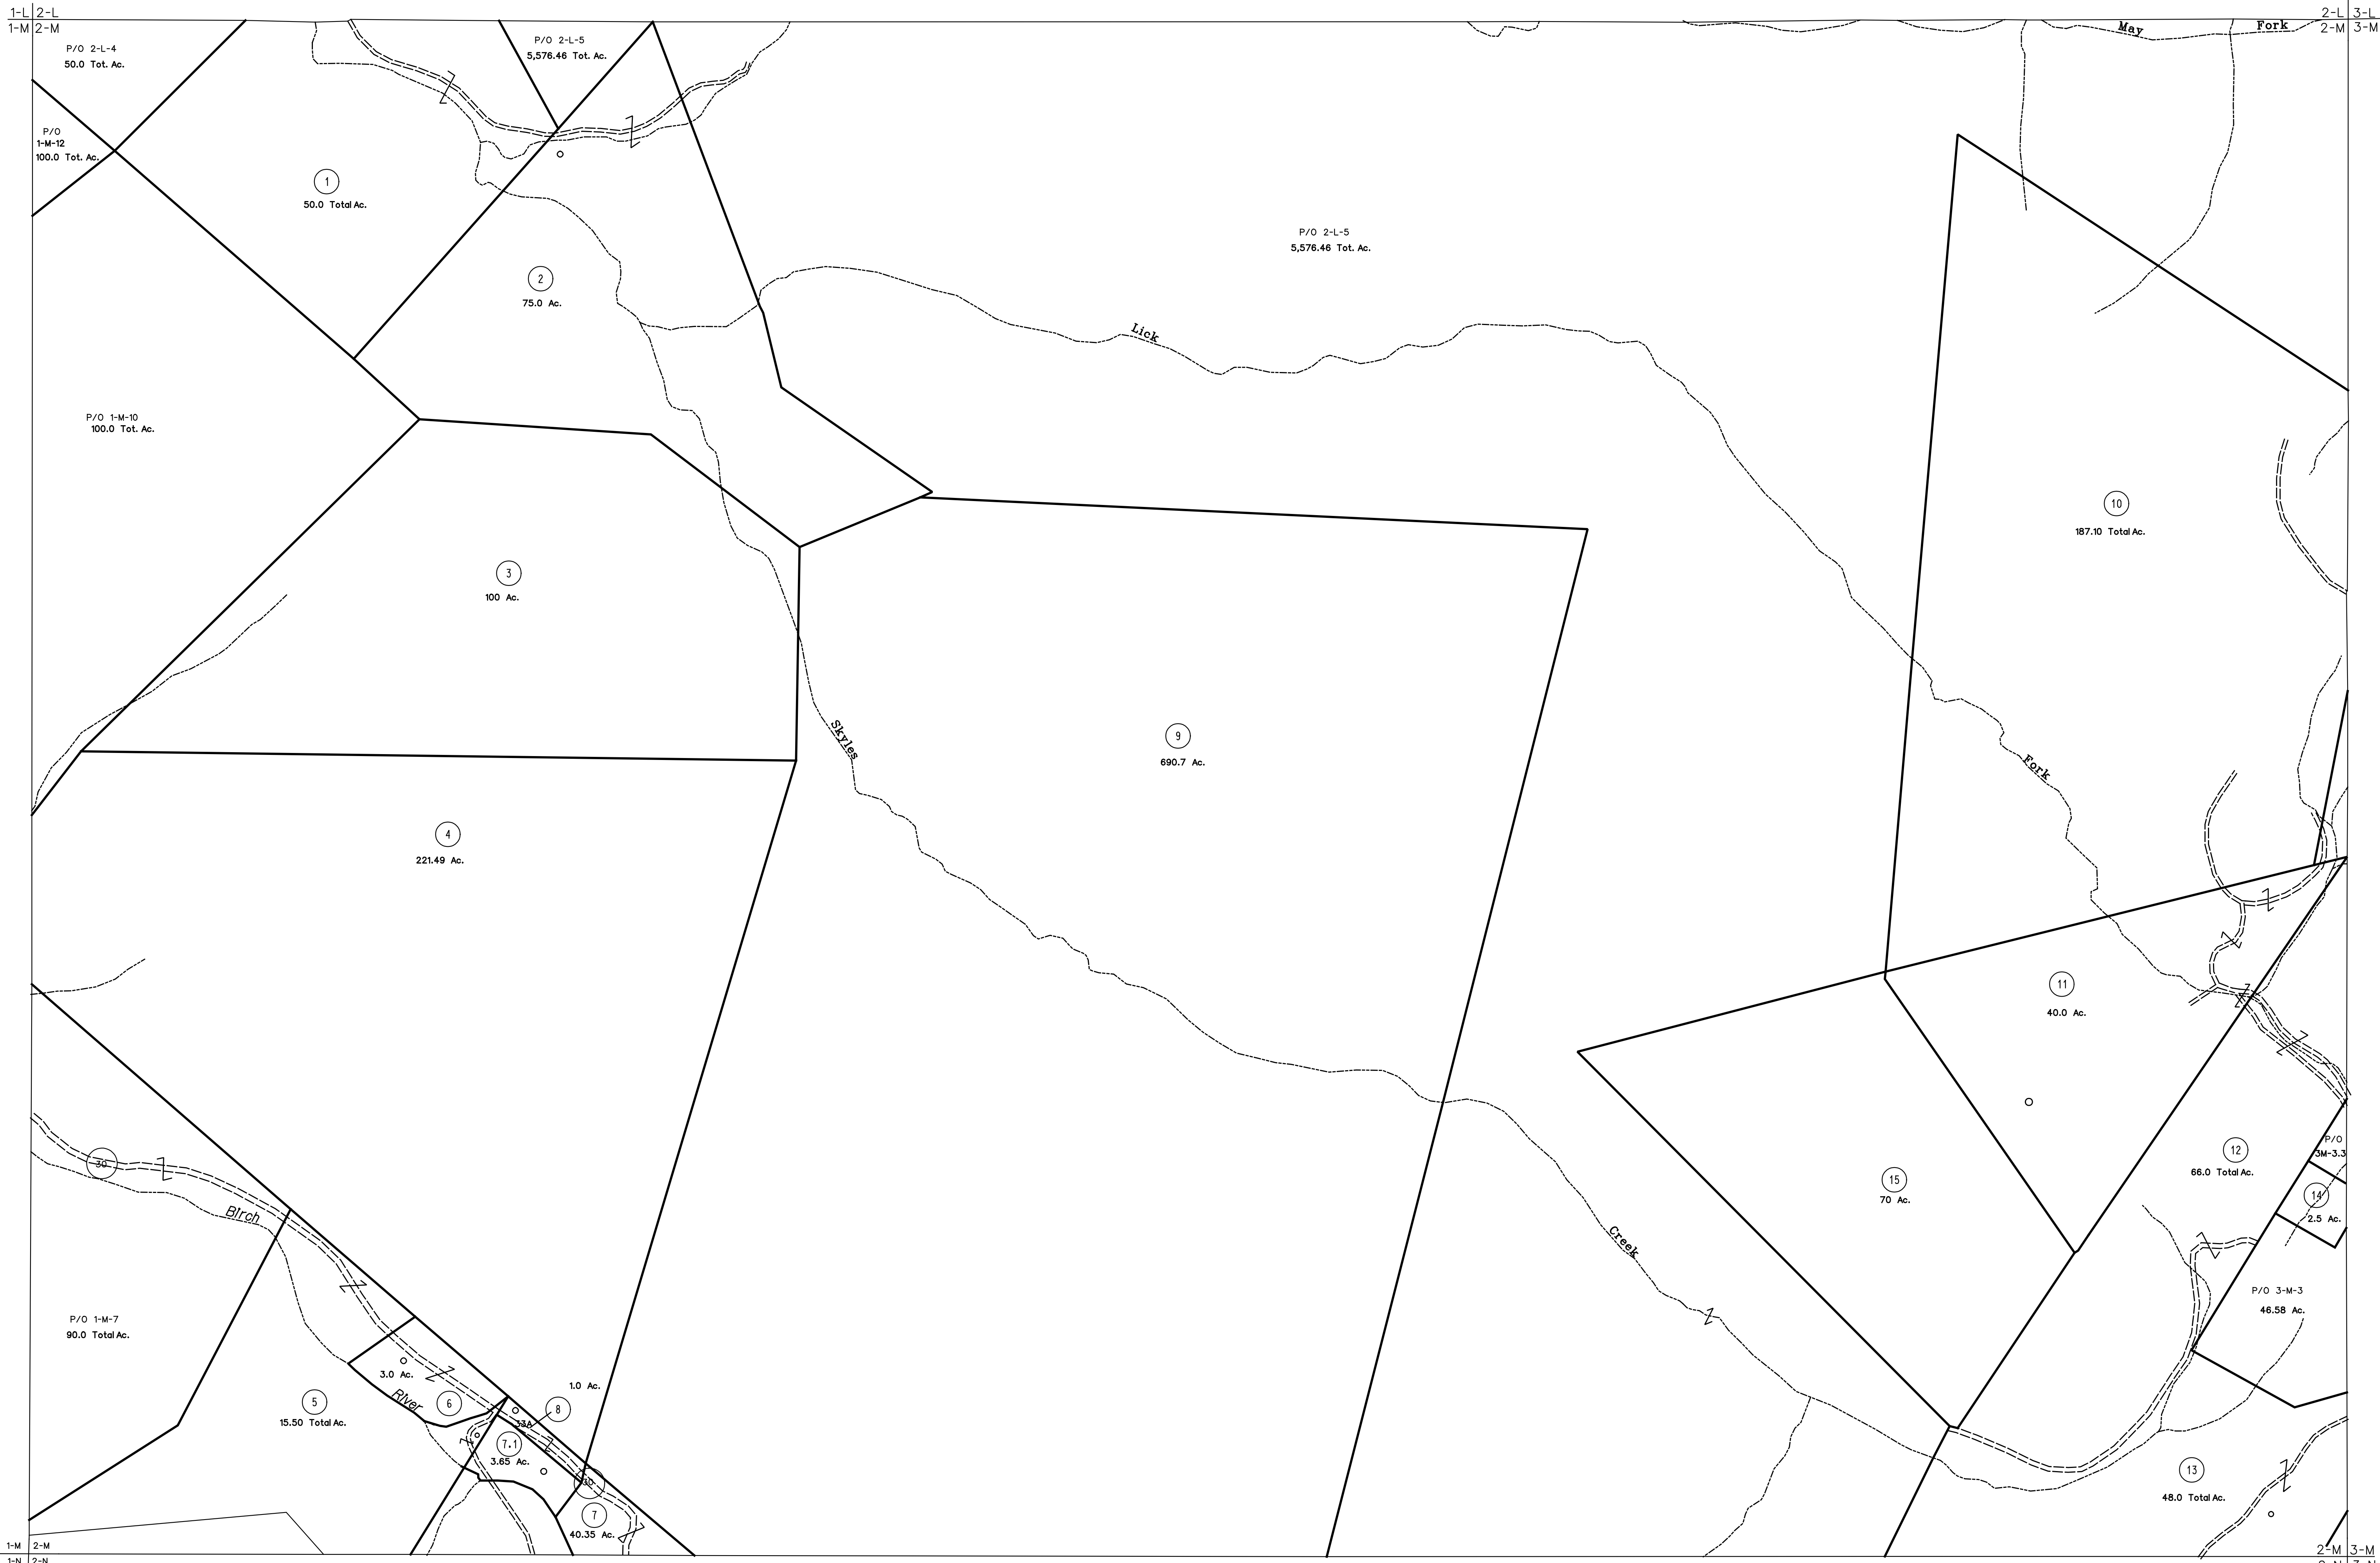 1-L 2-L
1-M 2-M
2-L 3-L
2-M 3-M
P/O 2-L-4
50.0 Tot. Ac.
P/O 2-L-5
5,576.46 Tot. Ac.
May Fork
P/O
1-M-12
100.0 Tot. Ac.
1
50.0 Total Ac.
P/O 2-L-5
5,576.46 Tot. Ac.
2
75.0 Ac.
Lick
P/O 1-M-10
100.0 Tot. Ac.
10
187.10 Total Ac.
3
100 Ac.
Skyles
9
690.7 Ac.
Fork
4
221.49 Ac.
11
40.0 Ac.
30
P/O
3M-3.3
12
66.0 Total Ac.
15
70 Ac.
14
2.5 Ac.
Birch
Creek
P/O 3-M-3
46.58 Ac.
P/O 1-M-7
90.0 Total Ac.
3.0 Ac.
1.0 Ac.
River
6
5
15.50 Total Ac.
8
33A
7.1
3.65 Ac.
30
7
40.35 Ac.
13
48.0 Total Ac.
1-M 2-M
1-N 2-N
2-M 3-M
2-N 3-N